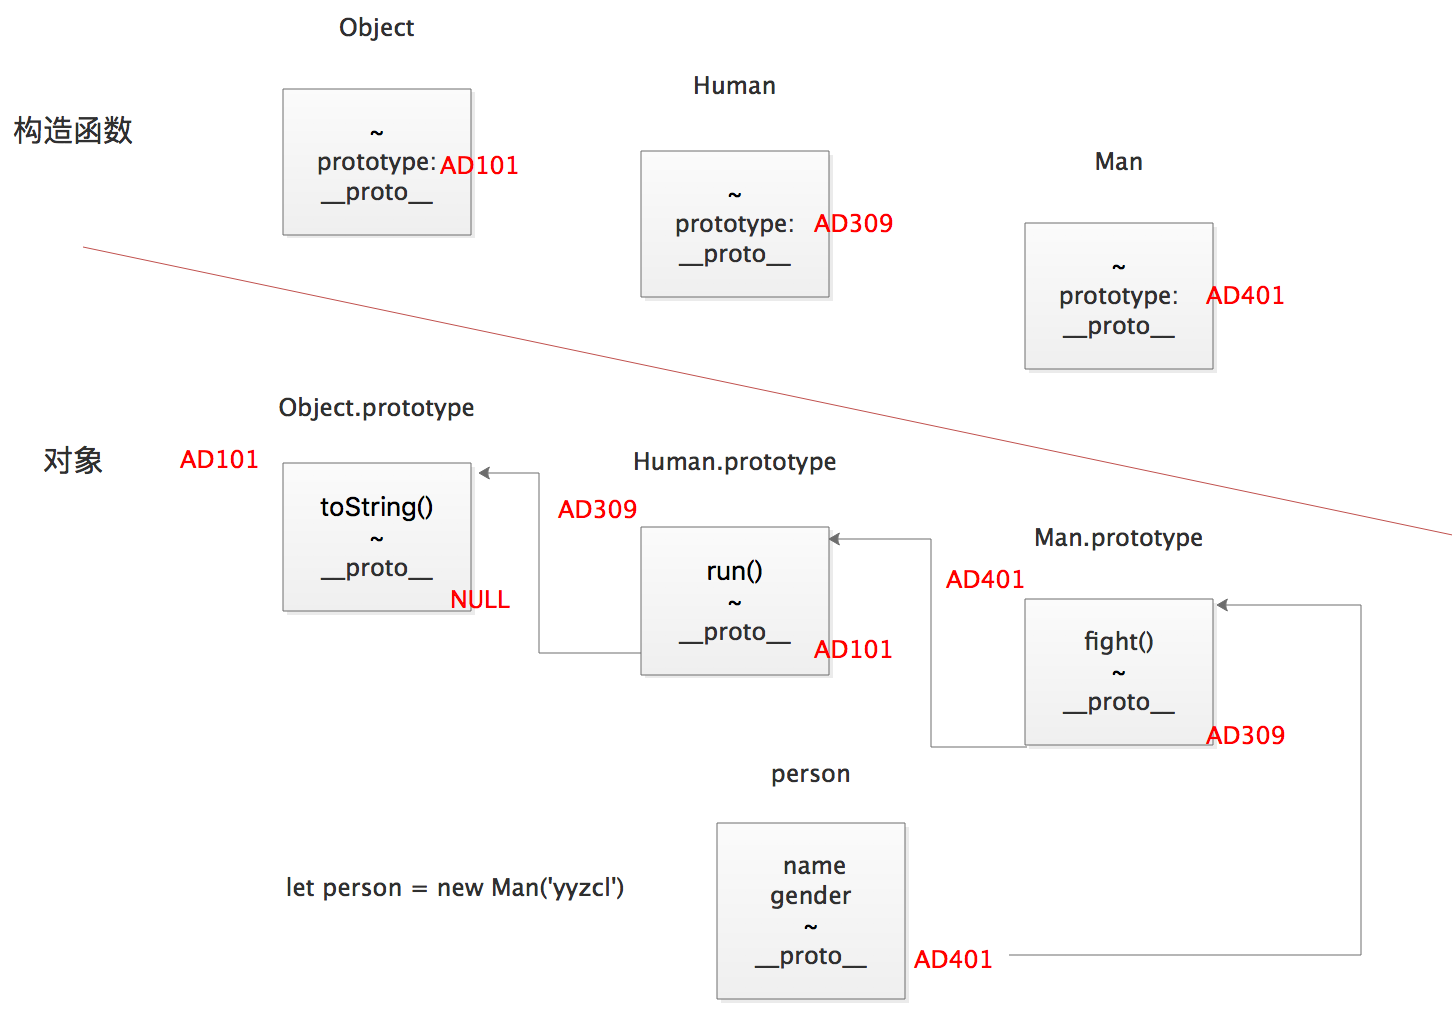 Object
构造函数
~
prototype: AD101
__proto__
Human
~
prototype: AD309
__proto__
Man
~
prototype: AD401
__proto__
对象
Object.prototype
AD101
toString()
~
__proto__
NULL
Human.prototype
AD309
run()
~
__proto__
AD101
Man.prototype
AD401
fight()
~
__proto__
AD309
person
let person = new Man('yyzcl')
name
gender
~
__proto__
AD401